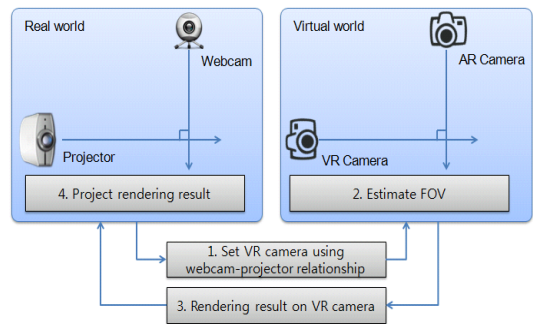 Real world
Virtual world
Webcam
AR Camera
Projector
VR Camera
4. Project rendering result
2. Estimate FOV
1. Set VR camera using
webcam-projector relationship
3. Rendering result on VR camera